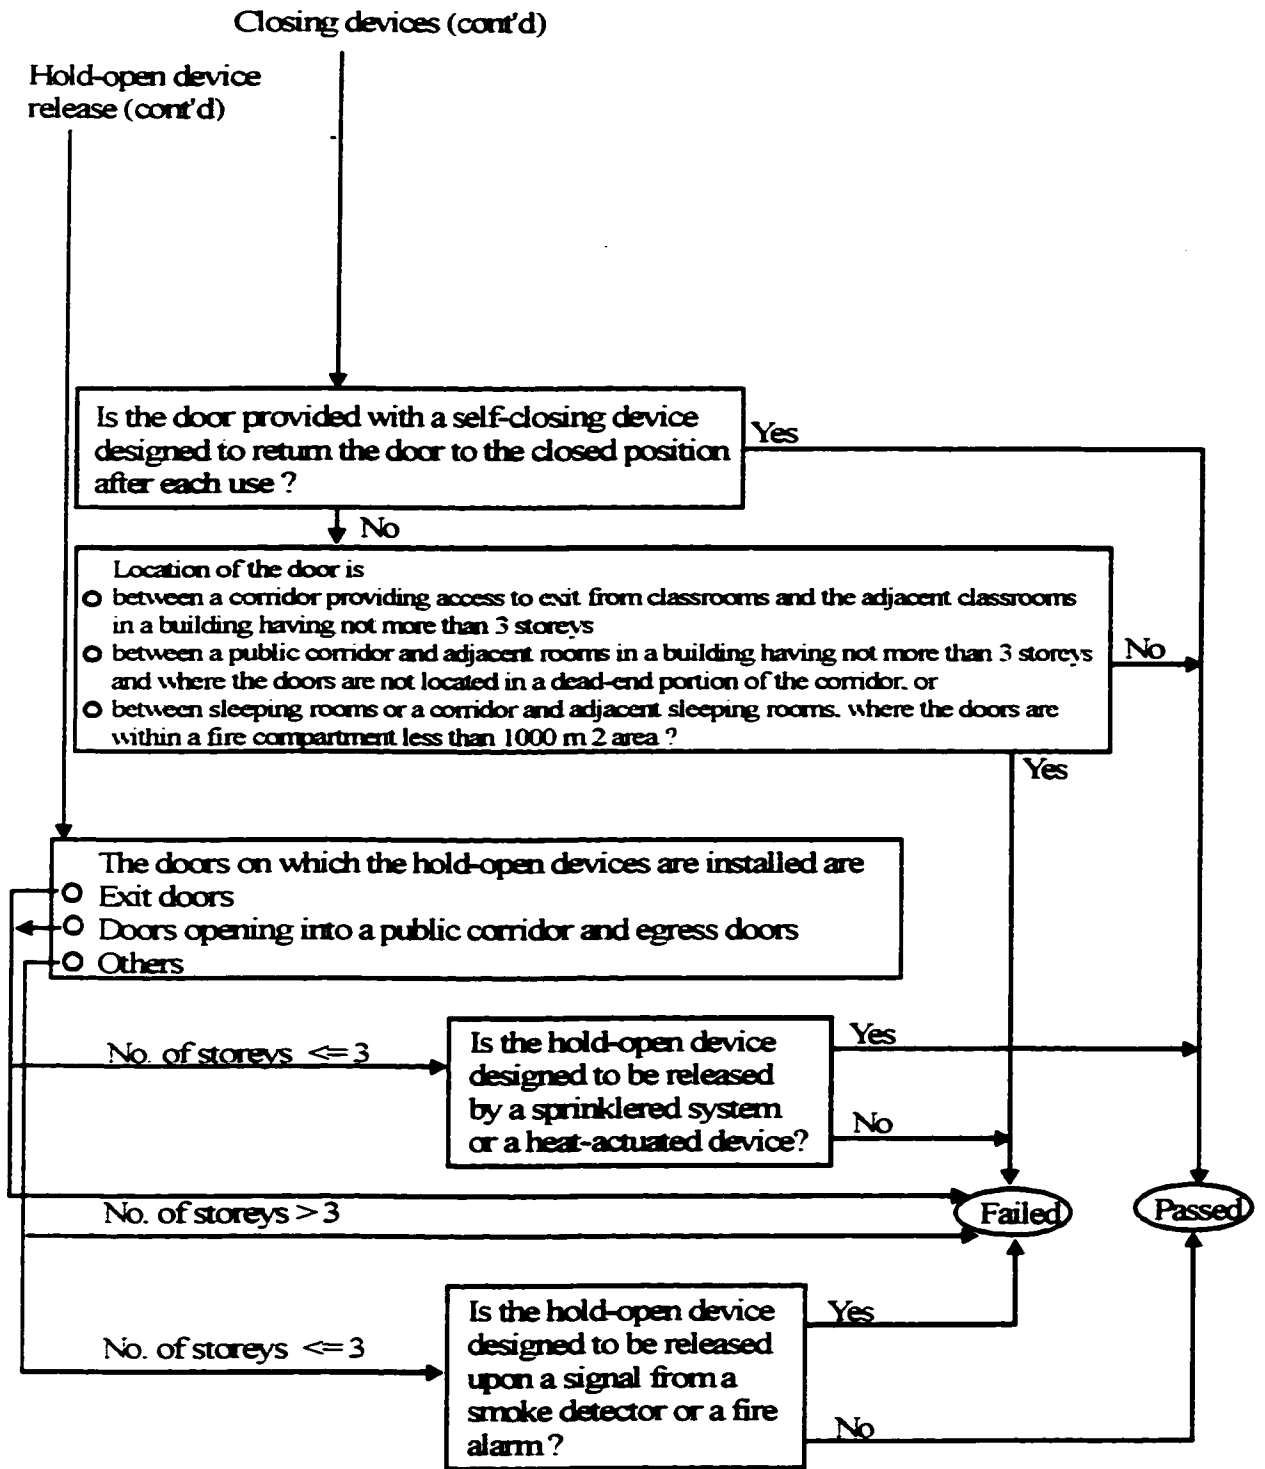 Closing devices (cont'd)
Hold-open device
release (cont'd)
Is the door provided with a self-closing device
designed to return the door to the closed position
after each use ?
Yes
No
Location of the door is
between a corridor providing access to exit from classrooms and the adjacent classrooms
in a building having not more than 3 storeys
between a public corridor and adjacent rooms in a building having not more than 3 storeys
and where the doors are not located in a dead-end portion of the corridor. or
between sleeping rooms or a corridor and adjacent sleeping rooms. where the doors are
within a fire compartment less than 1000 m 2 area ?
No
Yes
The doors on which the hold-open devices are installed are
Exit doors
Doors opening into a public corridor and egress doors
Others
No. of storeys <= 3
Is the hold-open device
designed to be released
by a sprinklered system
or a heat-actuated device?
Yes
No
No. of storeys > 3
Failed
Passed
No. of storeys <= 3
Is the hold-open device
designed to be released
upon a signal from a
smoke detector or a fire
alarm ?
Yes
No